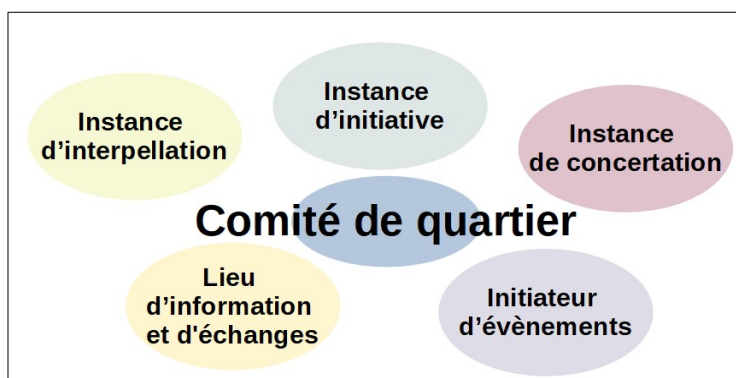 Instance
d’initiative
Instance
d’interpellation
Instance
de concertation
Comité de quartier
Lieu
d’information
et d'échanges
Initiateur
d’évènements